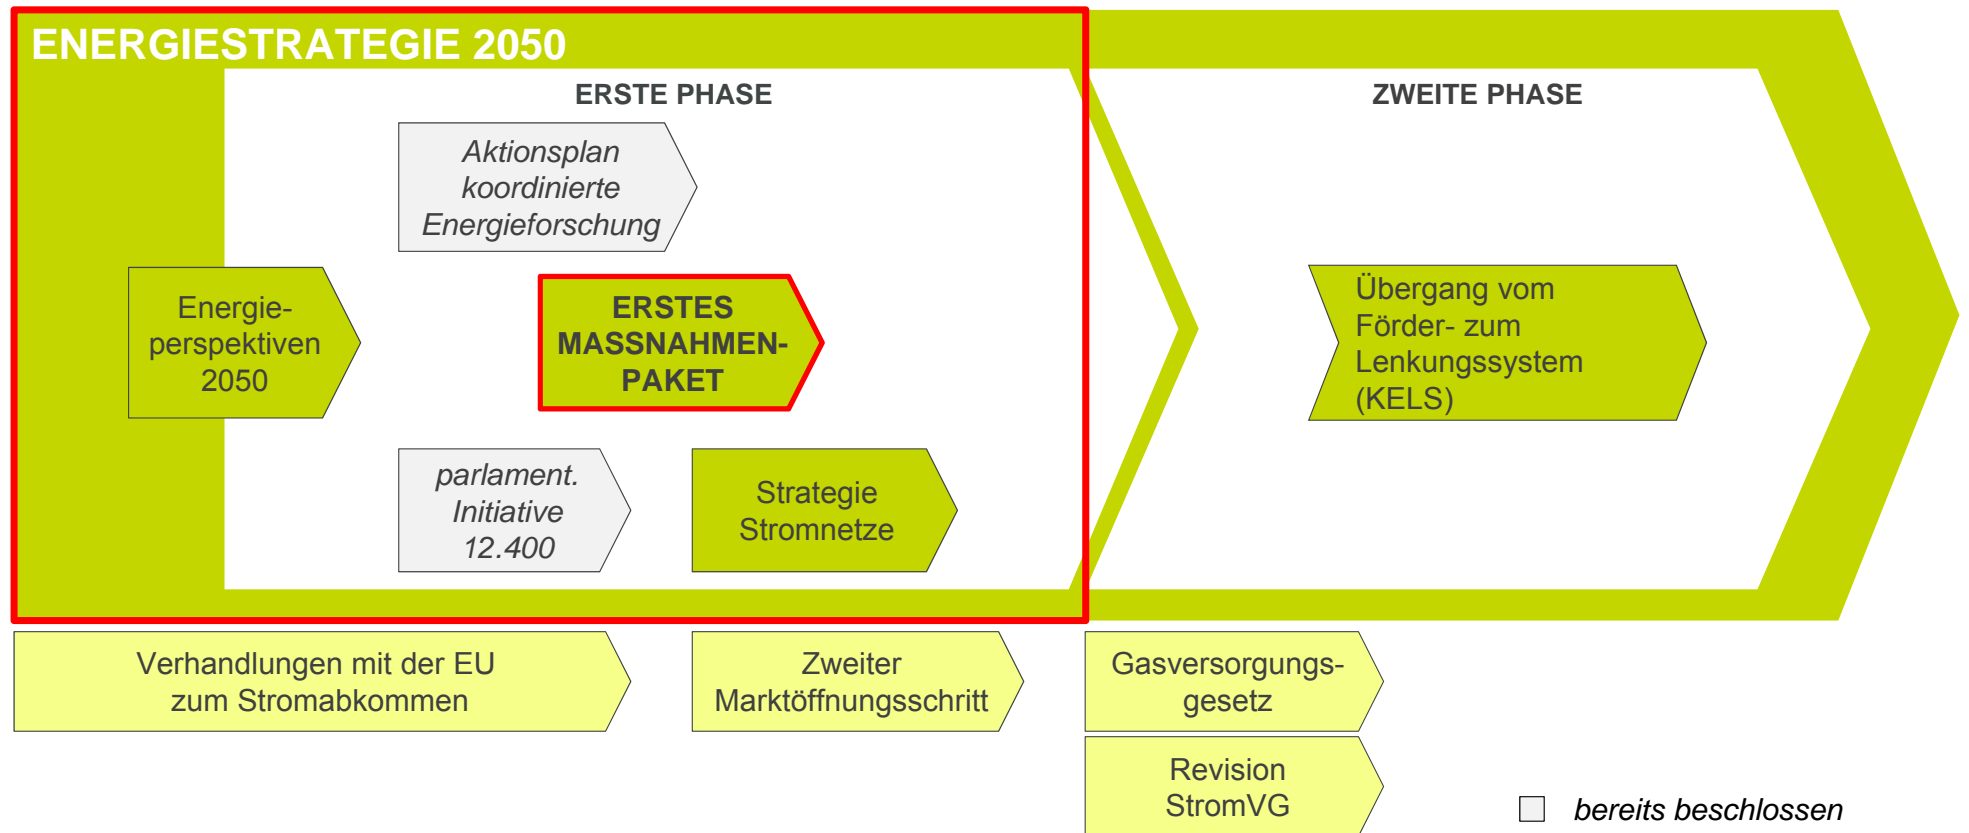 ENERGIESTRATEGIE 2050
ERSTE PHASE
ZWEITE PHASE
Aktionsplan
koordinierte
Energieforschung
Energie-
perspektiven
2050
ERSTES
MASSNAHMEN-
PAKET
Übergang vom
Förder- zum
Lenkungssystem
(KELS)
parlament.
Initiative
12.400
Strategie
Stromnetze
Verhandlungen mit der EU
zum Stromabkommen
Zweiter
Marktöffnungsschritt
Gasversorgungs-
gesetz
Revision
StromVG
bereits beschlossen